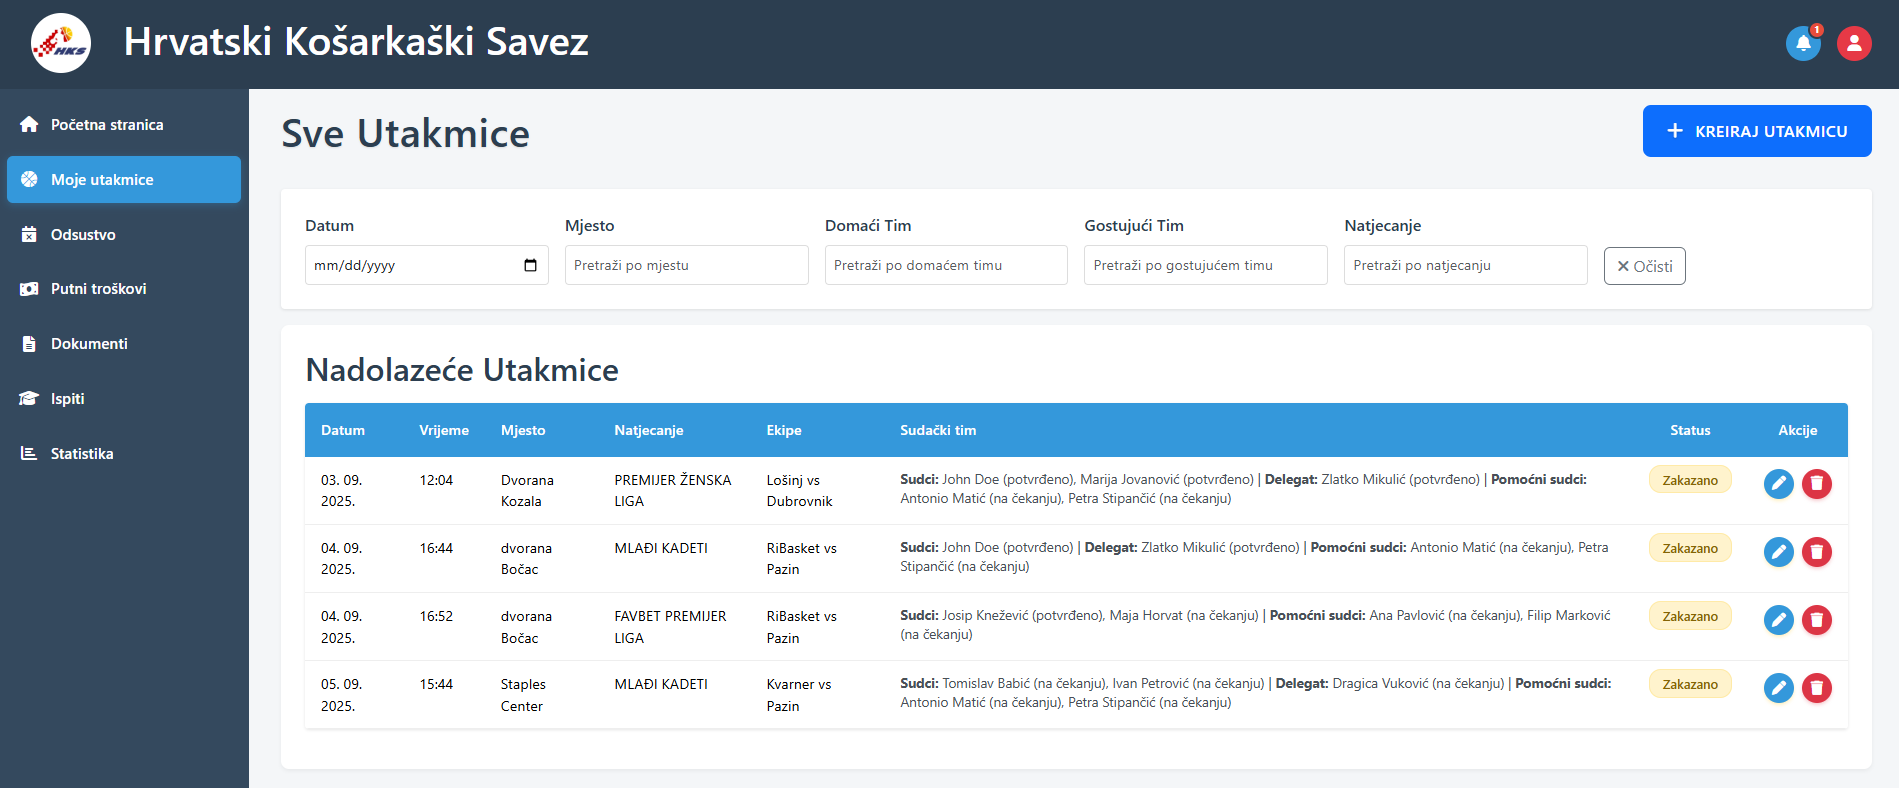 HKS
Hrvatski Košarkaški Savez
1
Početna stranica
Moje utakmice
Odsustvo
Putni troškovi
Dokumenti
Ispiti
Statistika
Sve Utakmice
KREIRAJ UTAKMICU
Datum Mjesto Domaći Tim Gostujući Tim Natjecanje
mm/dd/yyyy Pretraži po mjestu Pretraži po domaćem timu Pretraži po gostujućem timu Pretraži po natjecanju Očisti
Nadolazeće Utakmice
Datum Vrijeme Mjesto Natjecanje Ekipe Sudački tim Status Akcije
03. 09. 2025. 12:04 Dvorana Kozala PREMIJER ŽENSKA LIGA Lošinj vs Dubrovnik Sudci: John Doe (potvrđeno), Marija Jovanović (potvrđeno) | Delegat: Zlatko Mikulić (potvrđeno) | Pomoćni sudci: Antonio Matić (na čekanju), Petra Stipančić (na čekanju) Zakazano
04. 09. 2025. 16:44 dvorana Bočac MLAĐI KADETI RiBasket vs Pazin Sudci: John Doe (potvrđeno) | Delegat: Zlatko Mikulić (potvrđeno) | Pomoćni sudci: Antonio Matić (na čekanju), Petra Stipančić (na čekanju) Zakazano
04. 09. 2025. 16:52 dvorana Bočac FAVBET PREMIJER LIGA RiBasket vs Pazin Sudci: Josip Knežević (potvrđeno), Maja Horvat (na čekanju) | Pomoćni sudci: Ana Pavlović (na čekanju), Filip Marković (na čekanju) Zakazano
05. 09. 2025. 15:44 Staples Center MLAĐI KADETI Kvarner vs Pazin Sudci: Tomislav Babić (na čekanju), Ivan Petrović (na čekanju) | Delegat: Dragica Vuković (na čekanju) | Pomoćni sudci: Antonio Matić (na čekanju), Petra Stipančić (na čekanju) Zakazano